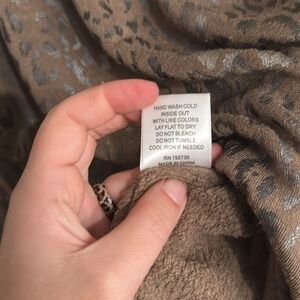 HAND WASH COLD
INSIDE OUT
WITH LIKE COLORS
LAY FLAT TO DRY
DO NOT BLEACH
DO NOT TUMBLE
COOL IRON IF NEEDED
RN 155730
MADE IN CHINA